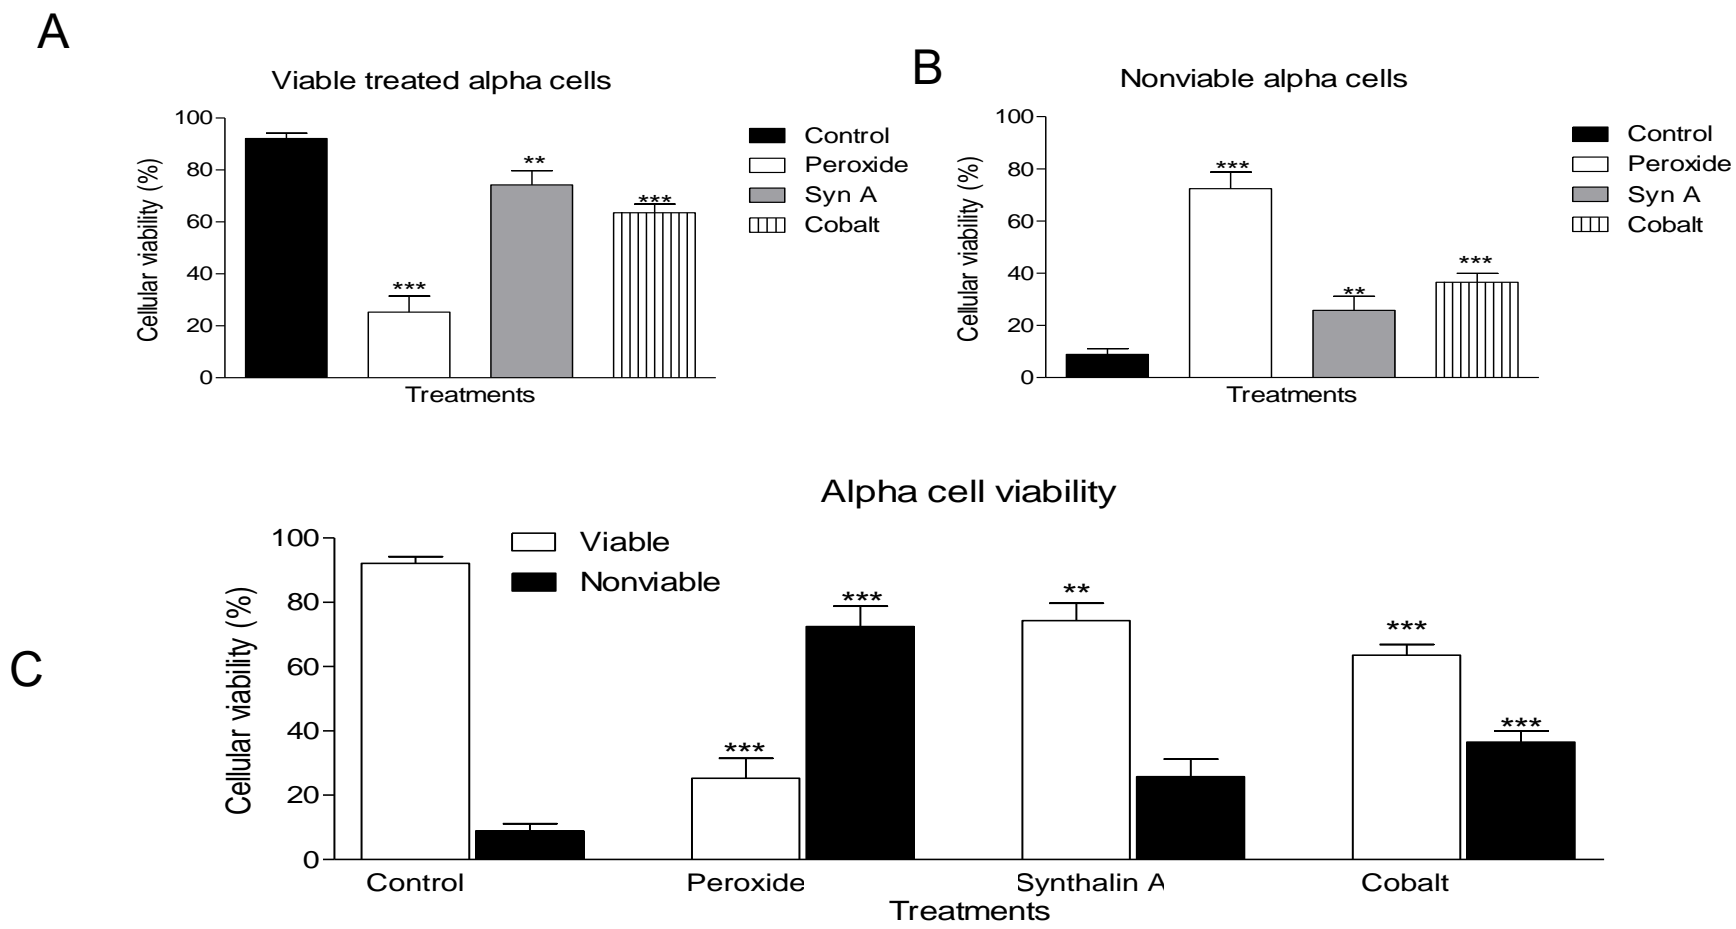 A
Viable treated alpha cells
Cellular viability (%)
100
80
60
40
20
0
***
**
***
Treatments
Control
Peroxide
Syn A
Cobalt
B
Nonviable alpha cells
Cellular viability (%)
100
80
60
40
20
0
***
**
***
Treatments
Control
Peroxide
Syn A
Cobalt
C
Alpha cell viability
Cellular viability (%)
100
80
60
40
20
0
Viable
Nonviable
***
***
**
***
***
Control
Peroxide
Synthalin A
Cobalt
Treatments